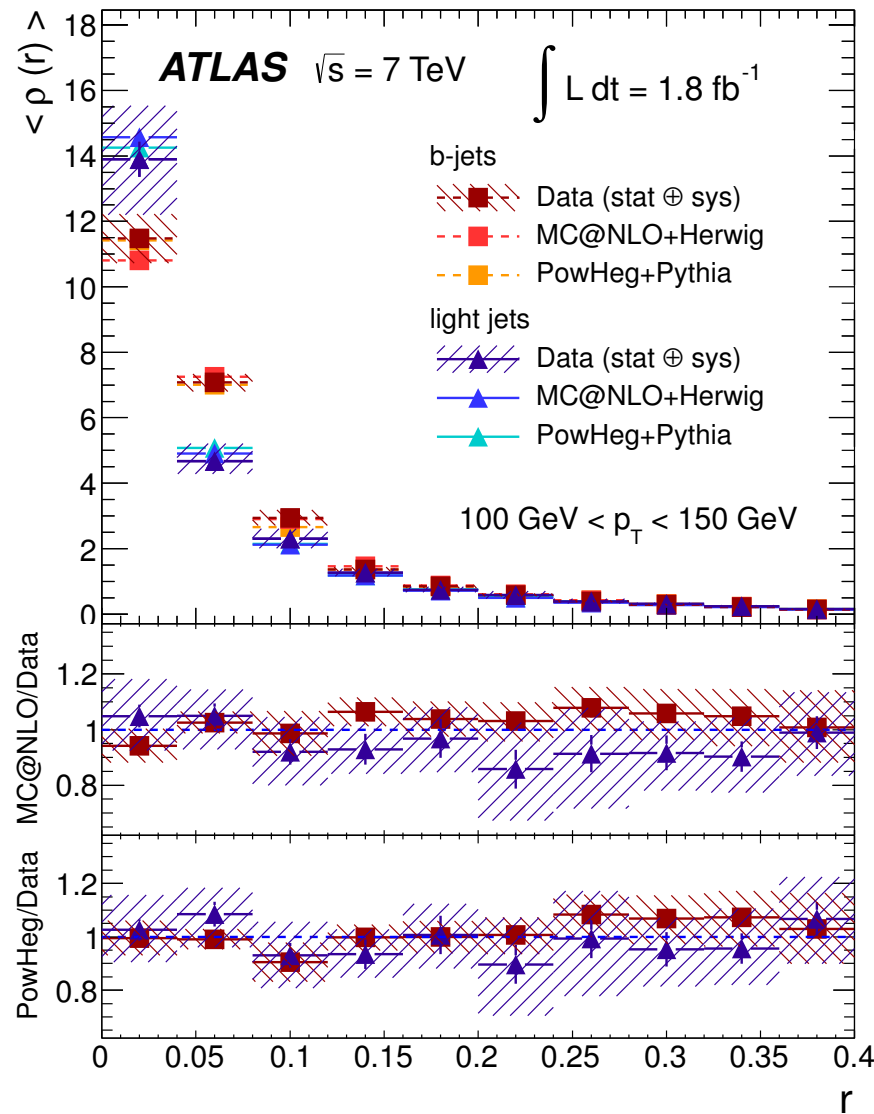 < ρ (r) >
18
16
14
12
10
8
6
4
2
0
ATLAS √s = 7 TeV ∫ L dt = 1.8 fb⁻¹
b-jets
Data (stat ⊕ sys)
MC@NLO+Herwig
PowHeg+Pythia
light jets
Data (stat ⊕ sys)
MC@NLO+Herwig
PowHeg+Pythia
100 GeV < p_T < 150 GeV
MC@NLO/Data
1.2
1
0.8
PowHeg/Data
1.2
1
0.8
0 0.05 0.1 0.15 0.2 0.25 0.3 0.35 0.4
r